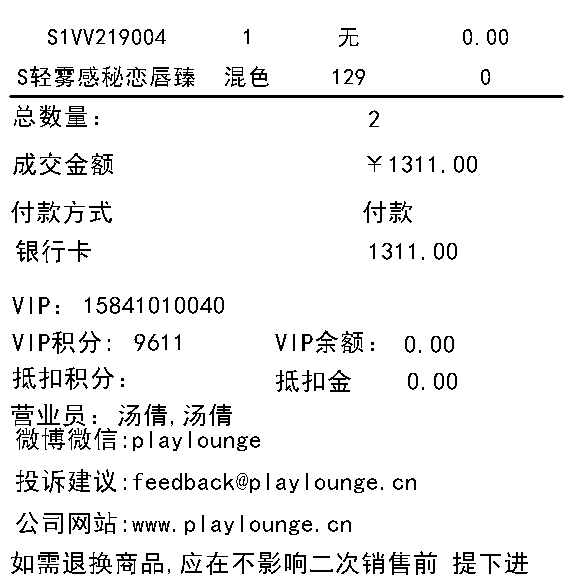 S1VV219004 1 无 0.00
S轻雾感秘恋唇臻 混色 129 0
总数量： 2
成交金额 ￥1311.00
付款方式 付款
银行卡 1311.00
VIP： 15841010040
VIP积分: 9611 VIP余额： 0.00
抵扣积分： 抵扣金 0.00
营业员：汤倩,汤倩
微博微信:playlounge
投诉建议:feedback@playlounge.cn
公司网站:www.playlounge.cn
如需退换商品,应在不影响二次销售前 提下进